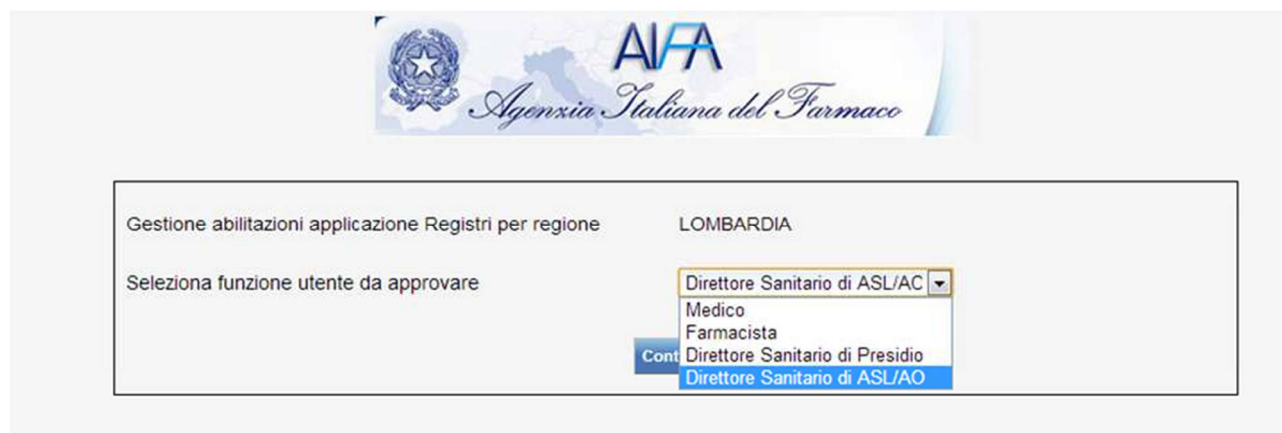 AIFA
Agenzia Italiana del Farmaco
Gestione abilitazioni applicazione Registri per regione LOMBARDIA
Seleziona funzione utente da approvare Direttore Sanitario di ASL/AO
Medico
Farmacista
Cont Direttore Sanitario di Presidio
Direttore Sanitario di ASL/AO